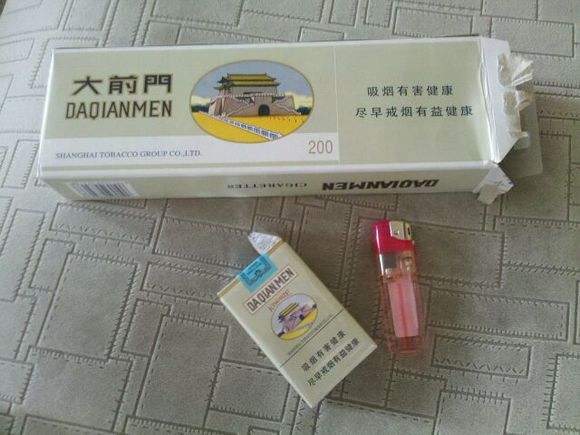 大前門
DAQIANMEN
SHANGHAI TOBACCO GROUP CO.,LTD.
200
吸烟有害健康
尽早戒烟有益健康
CIGARETTES
DAQIANMEN
DAQIANMEN
吸烟有害健康
尽早戒烟有益健康